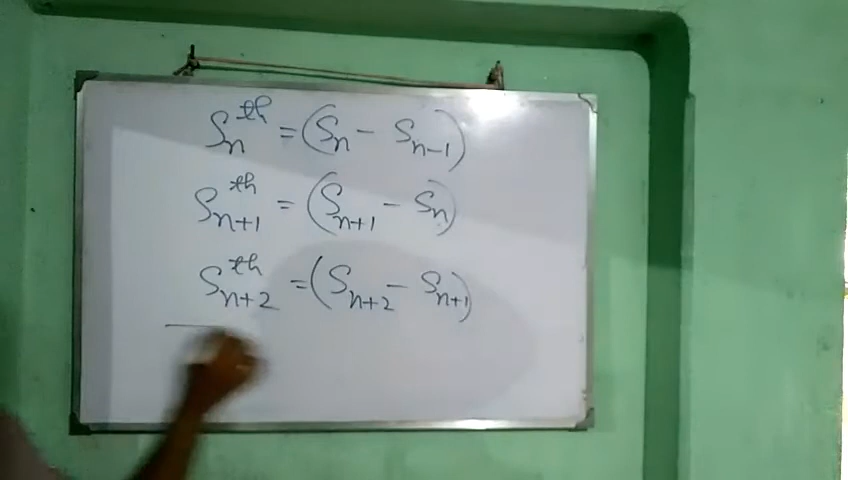 Sₙᵗʰ = (Sₙ − Sₙ₋₁)
Sₙ₊₁ᵗʰ = (Sₙ₊₁ − Sₙ)
Sₙ₊₂ᵗʰ = (Sₙ₊₂ − Sₙ₊₁)